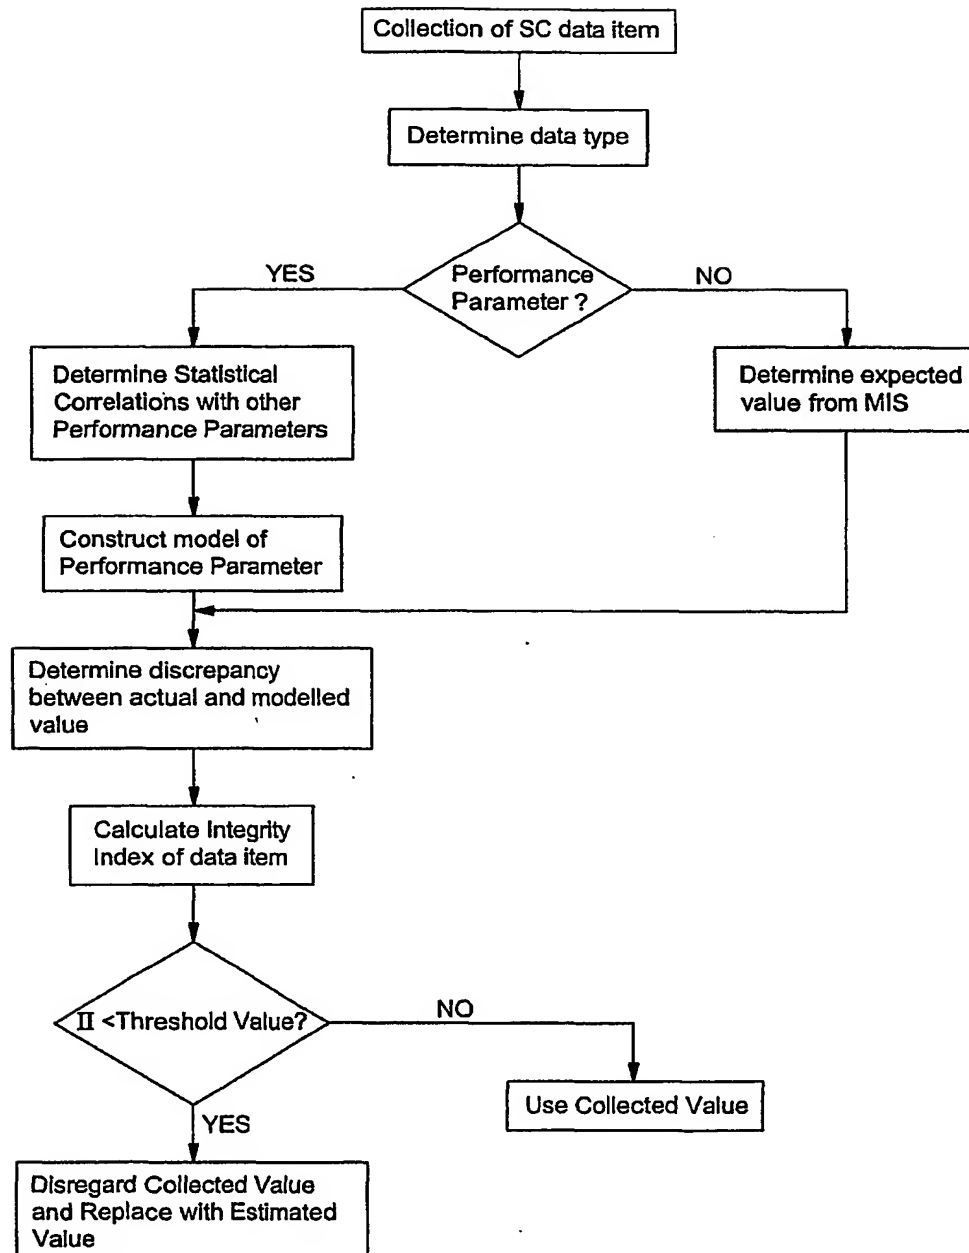 Collection of SC data item
Determine data type
Performance
Parameter ?
YES
NO
Determine Statistical
Correlations with other
Performance Parameters
Determine expected
value from MIS
Construct model of
Performance Parameter
Determine discrepancy
between actual and modelled
value
Calculate Integrity
Index of data item
II <Threshold Value?
NO
YES
Use Collected Value
Disregard Collected Value
and Replace with Estimated
Value